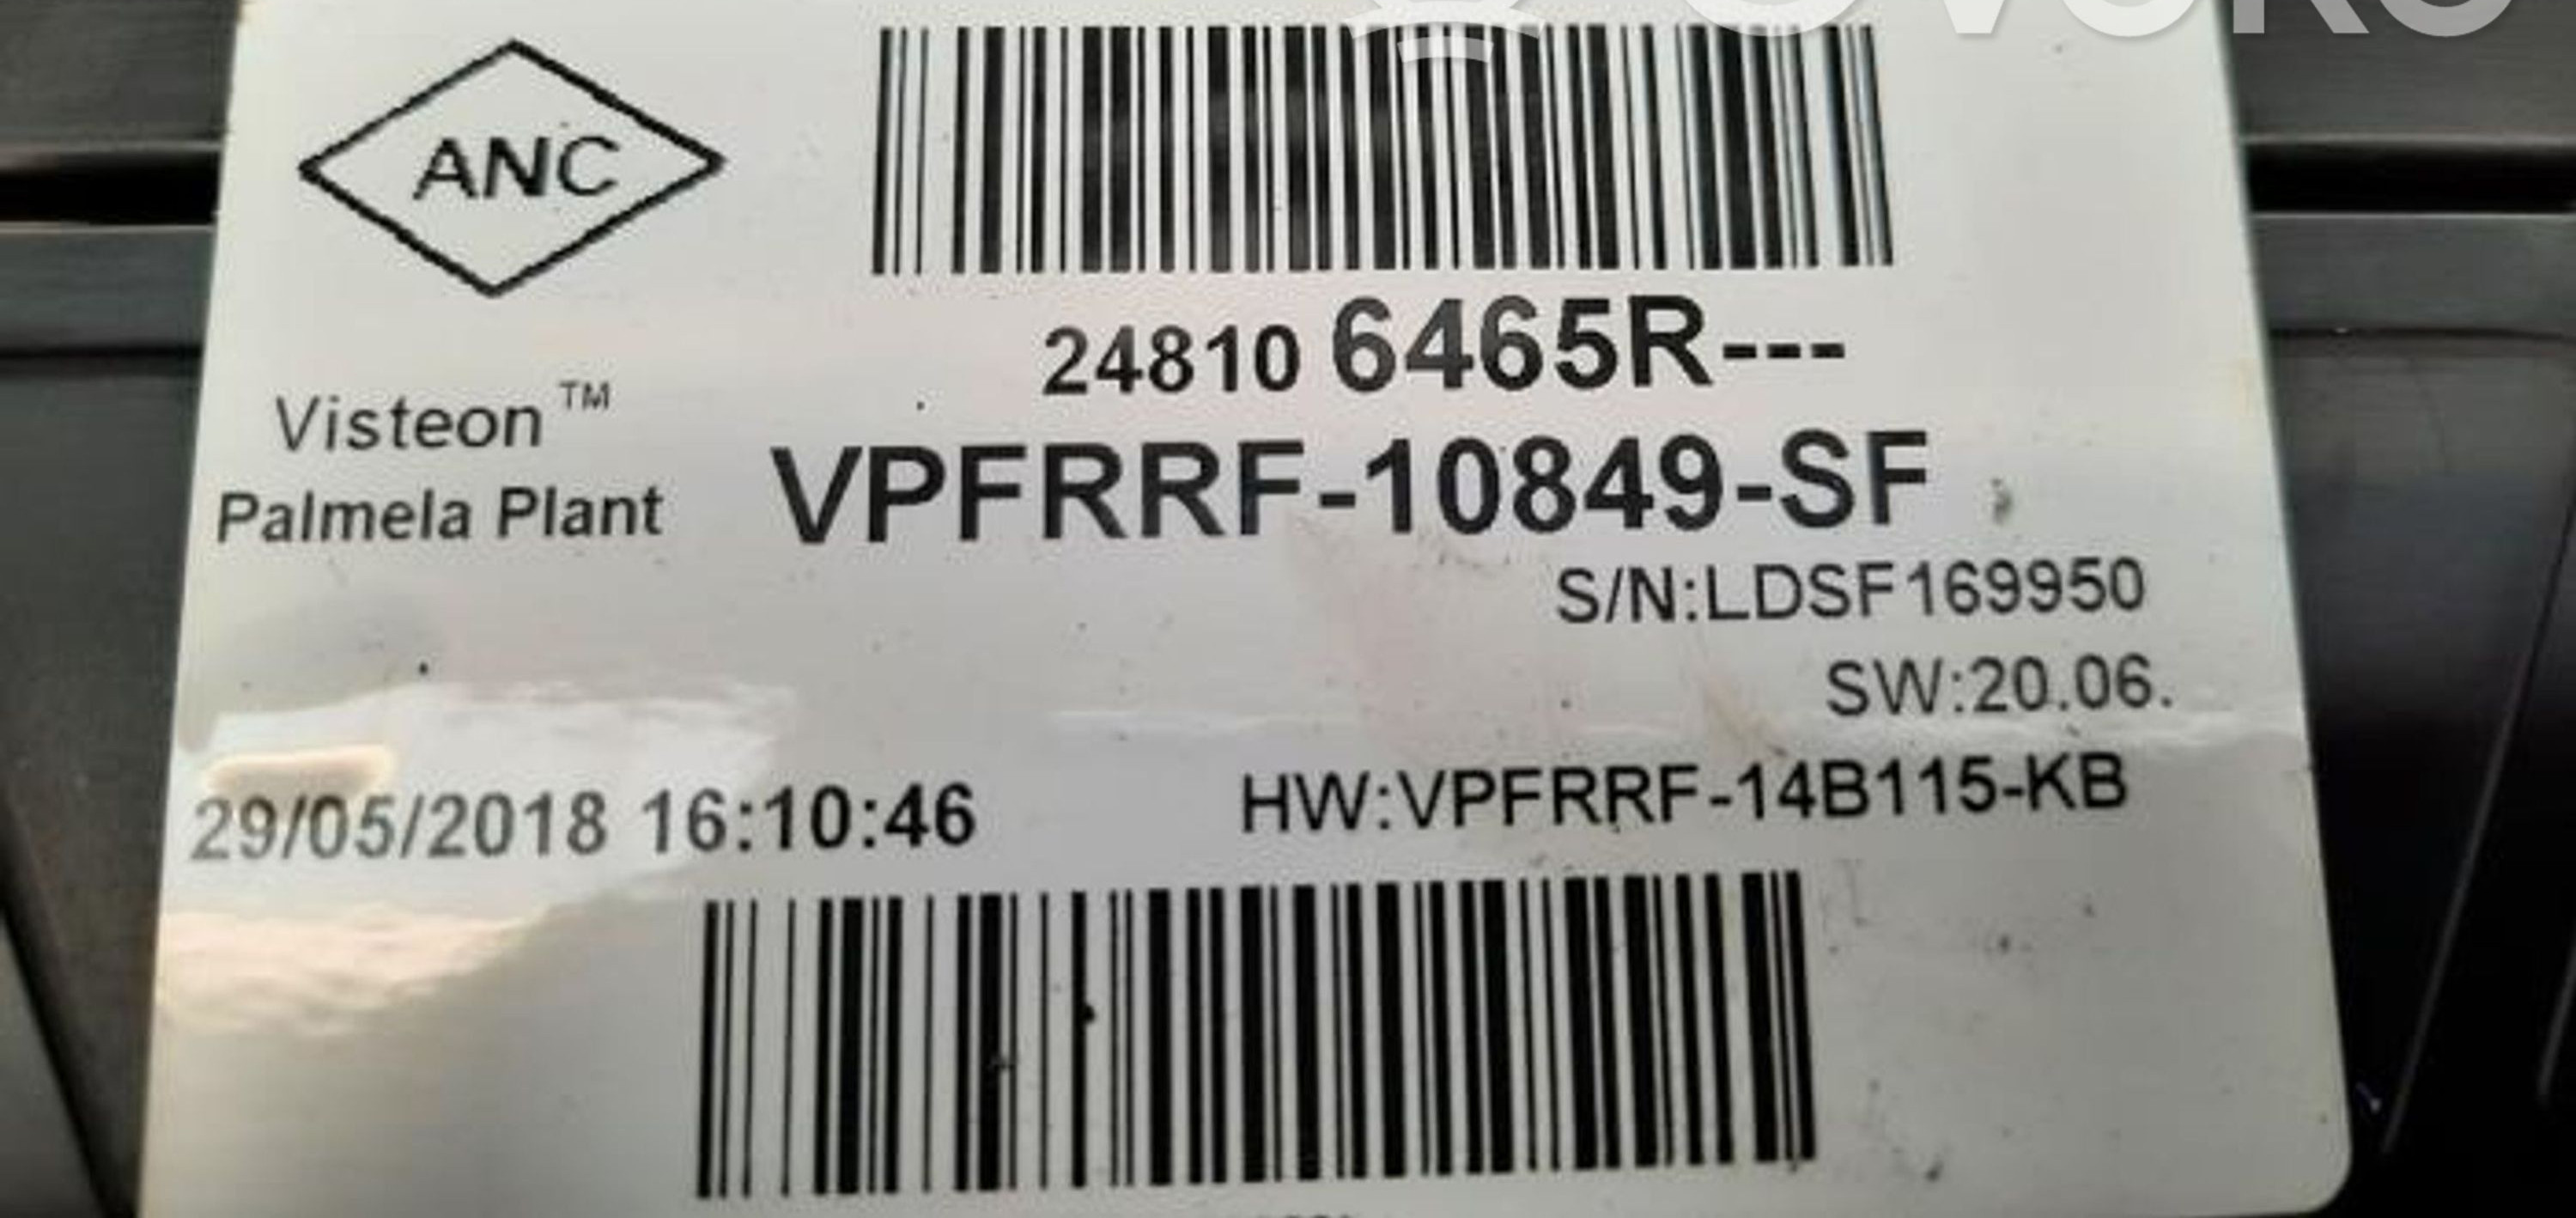 ANC
24810 6465R---
Visteon™
Palmela Plant
VPFRRF-10849-SF
S/N:LDSF169950
SW:20.06.
29/05/2018 16:10:46
HW:VPFRRF-14B115-KB